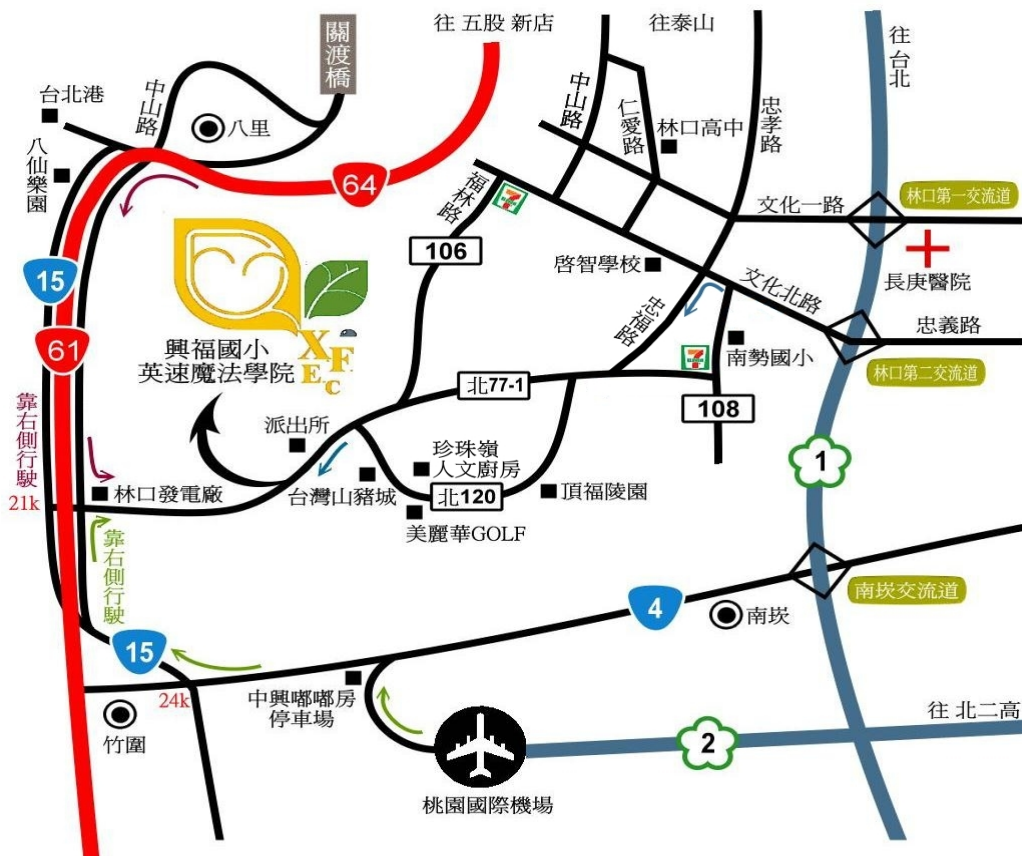 往 五股 新店
往泰山
往台北
關渡橋
台北港
中山路
八里
八仙樂園
64
中山路
仁愛路
林口高中
忠孝路
福林路
7
ELEVEN
106
文化一路
林口第一交流道
長庚醫院
15
61
啓智學校
文化北路
忠福路
忠義路
南勢國小
林口第二交流道
7
ELEVEN
XFEC
興福國小
英速魔法學院
北77-1
108
靠右側行駛
派出所
珍珠嶺
人文廚房
1
林口發電廠
21k
台灣山豬城
北120
頂福陵園
美麗華GOLF
靠右側行駛
4
南崁交流道
南崁
15
24k
中興嘟嘟房
停車場
竹圍
2
往 北二高
桃園國際機場